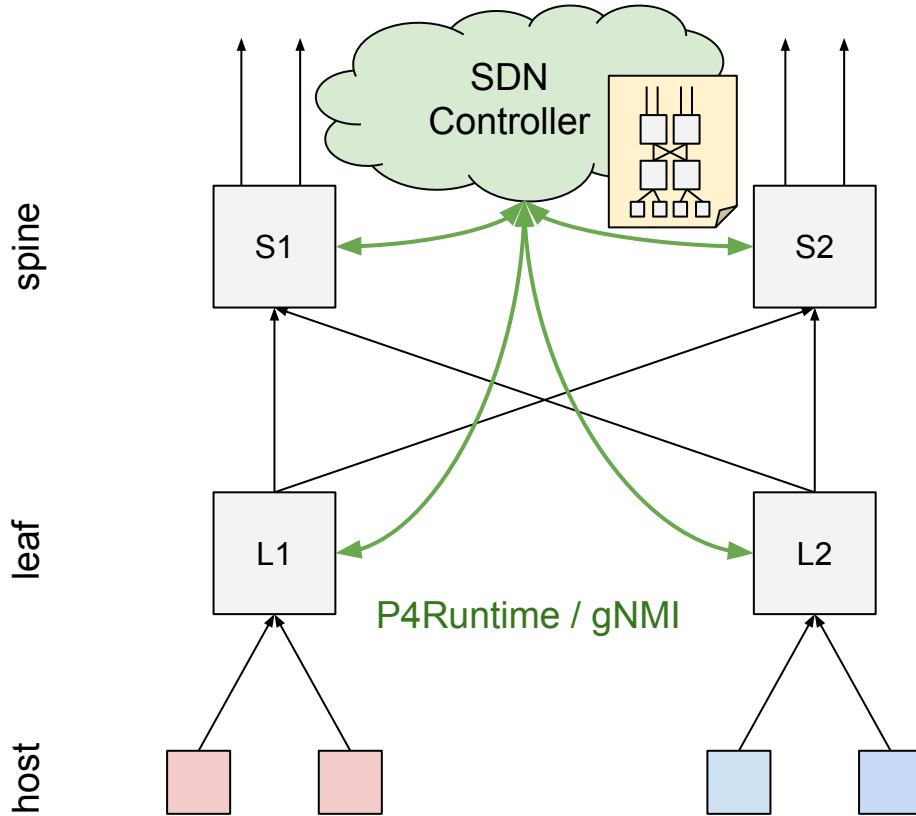 SDN
Controller
spine
S1
S2
leaf
L1
L2
P4Runtime / gNMI
host